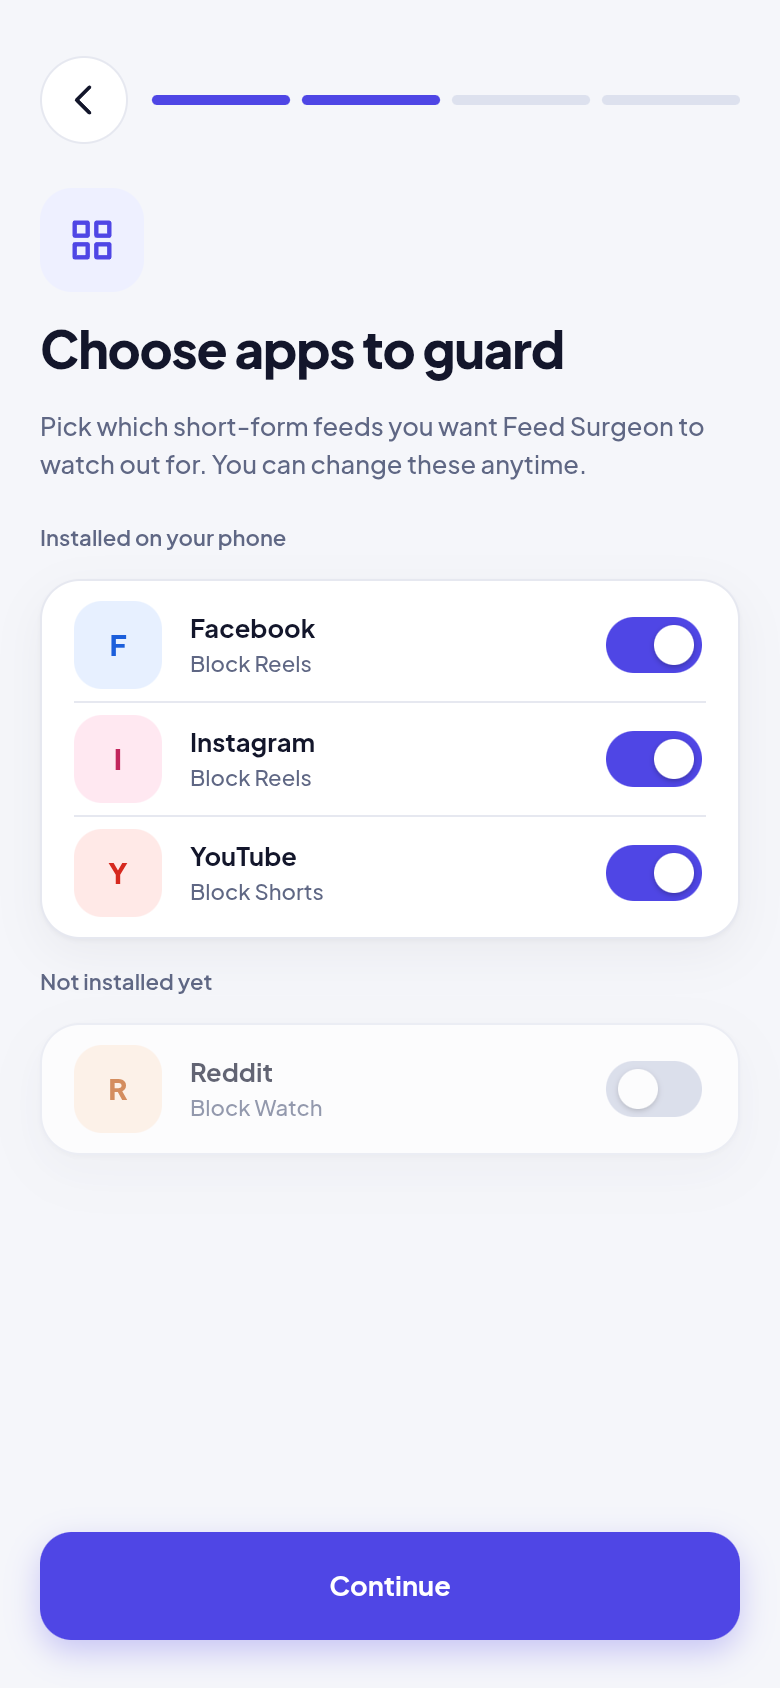 Choose apps to guard
Pick which short-form feeds you want Feed Surgeon to
watch out for. You can change these anytime.
Installed on your phone
F
Facebook
Block Reels
I
Instagram
Block Reels
Y
YouTube
Block Shorts
Not installed yet
R
Reddit
Block Watch
Continue